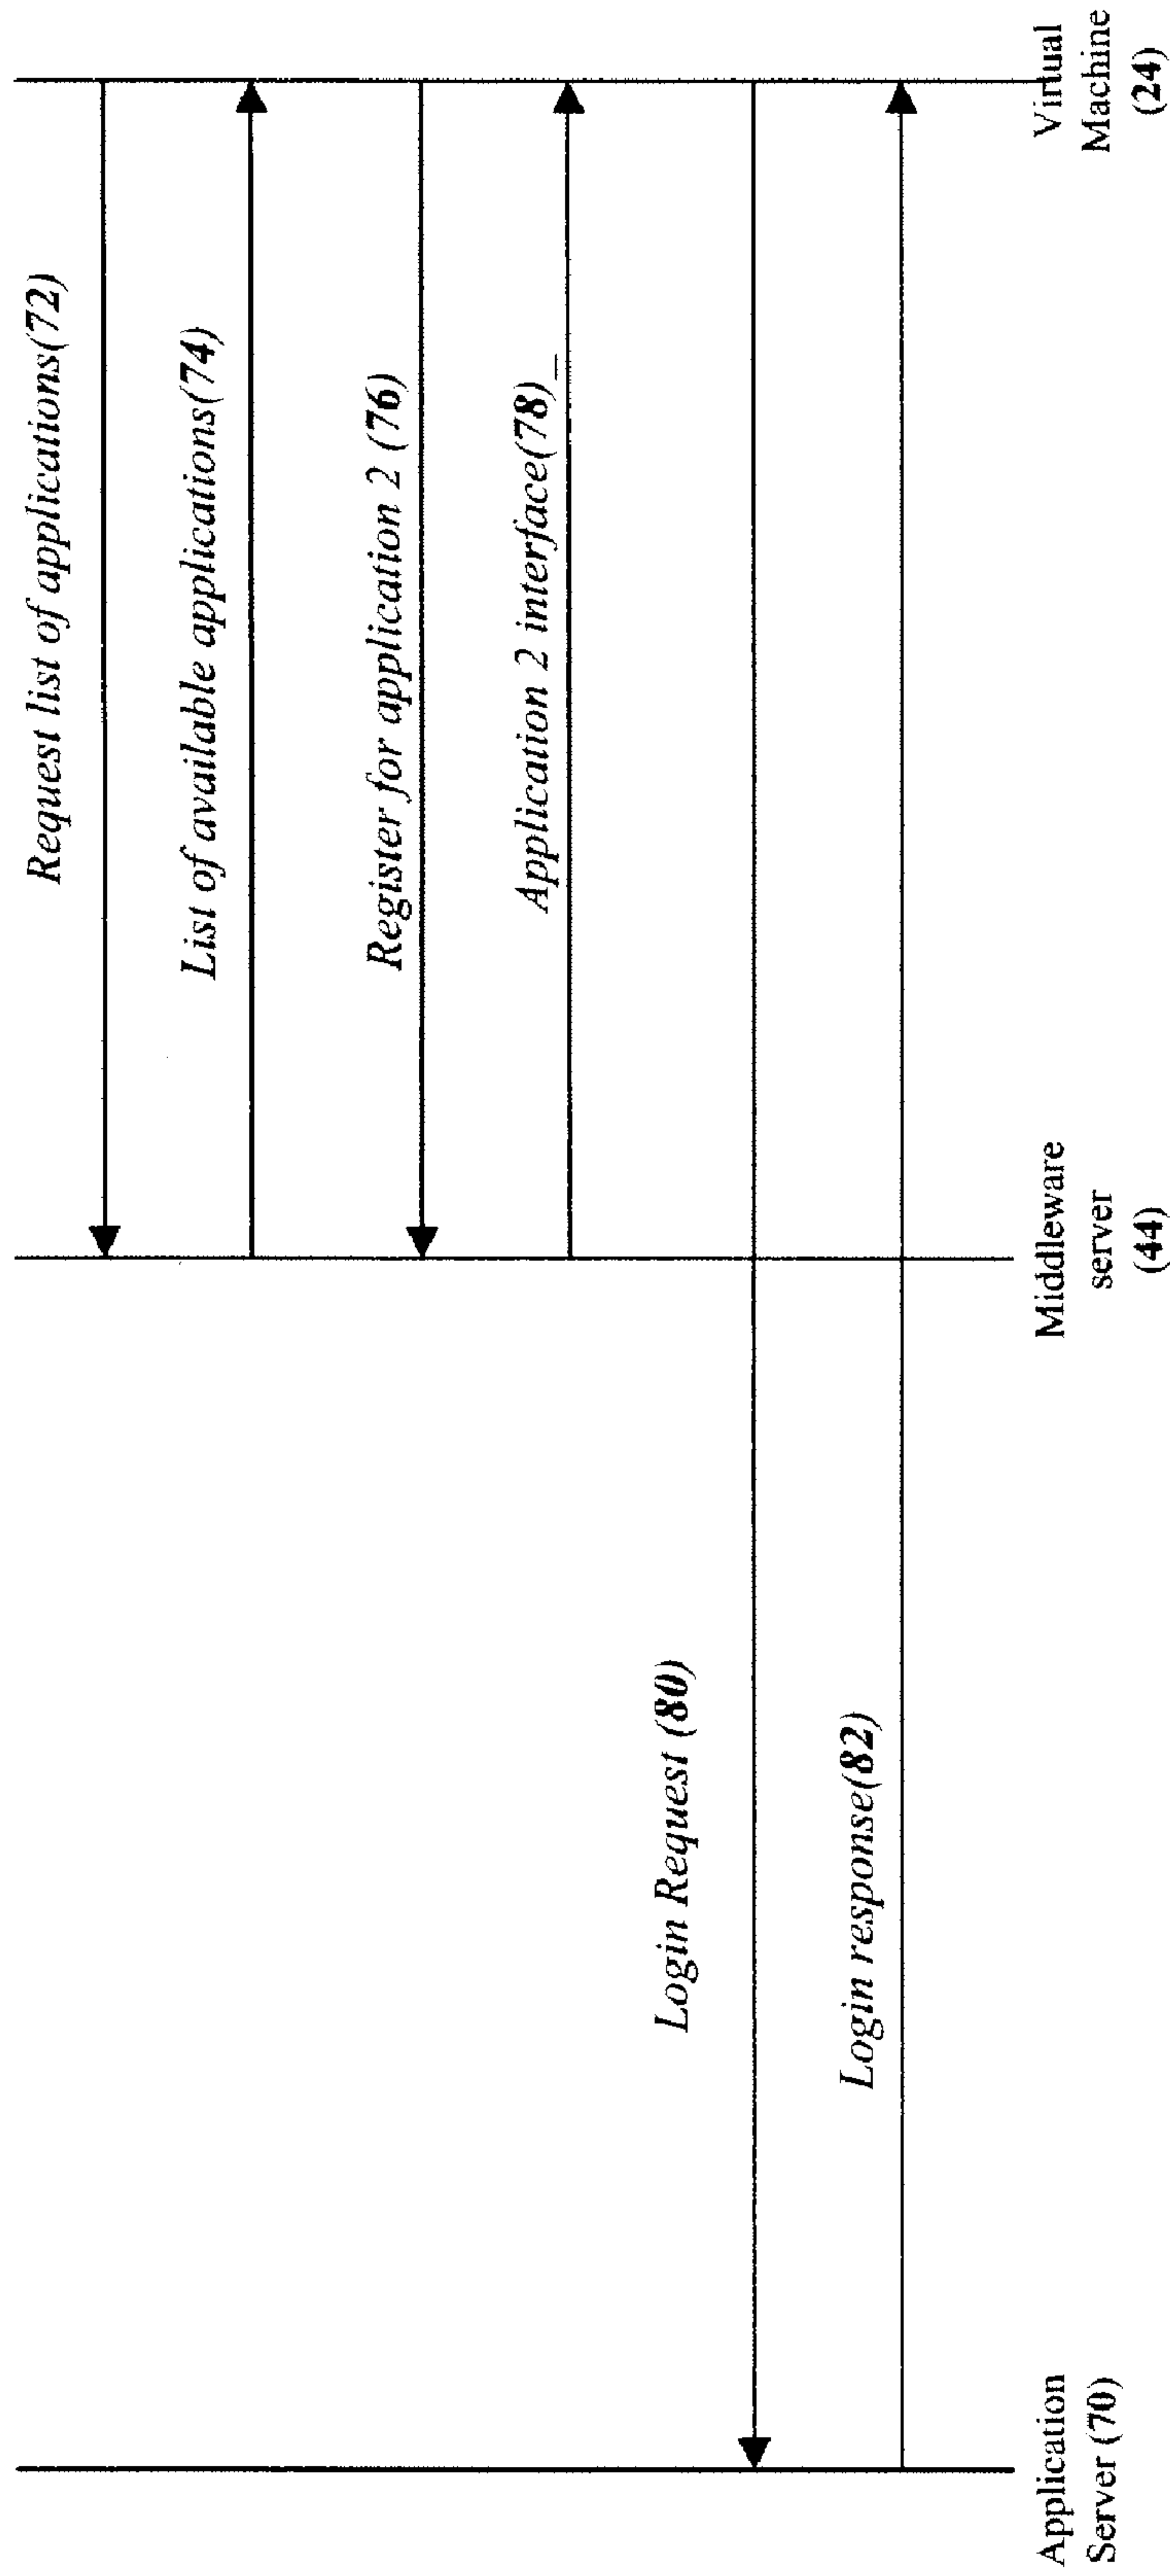 Request list of applications(72)
List of available applications(74)
Register for application 2 (76)
Application 2 interface(78)_
Login Request (80)
Login response(82)
Application
Server (70)
Middleware
server
(44)
Virtual
Machine
(24)